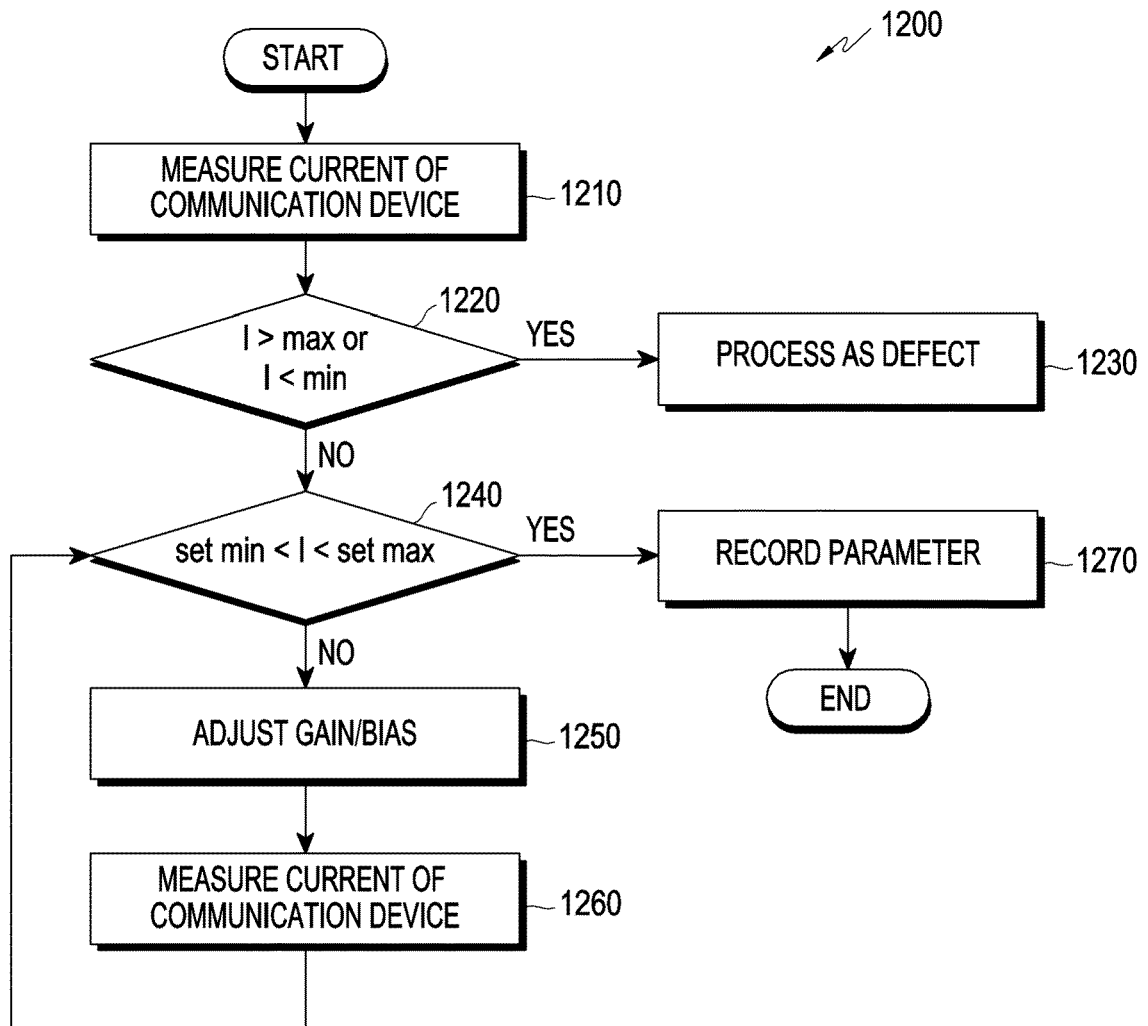 1200
START
MEASURE CURRENT OF
COMMUNICATION DEVICE
1210
1220
I > max or
I < min
YES
PROCESS AS DEFECT
1230
NO
1240
set min < I < set max
YES
RECORD PARAMETER
1270
NO
END
ADJUST GAIN/BIAS
1250
MEASURE CURRENT OF
COMMUNICATION DEVICE
1260